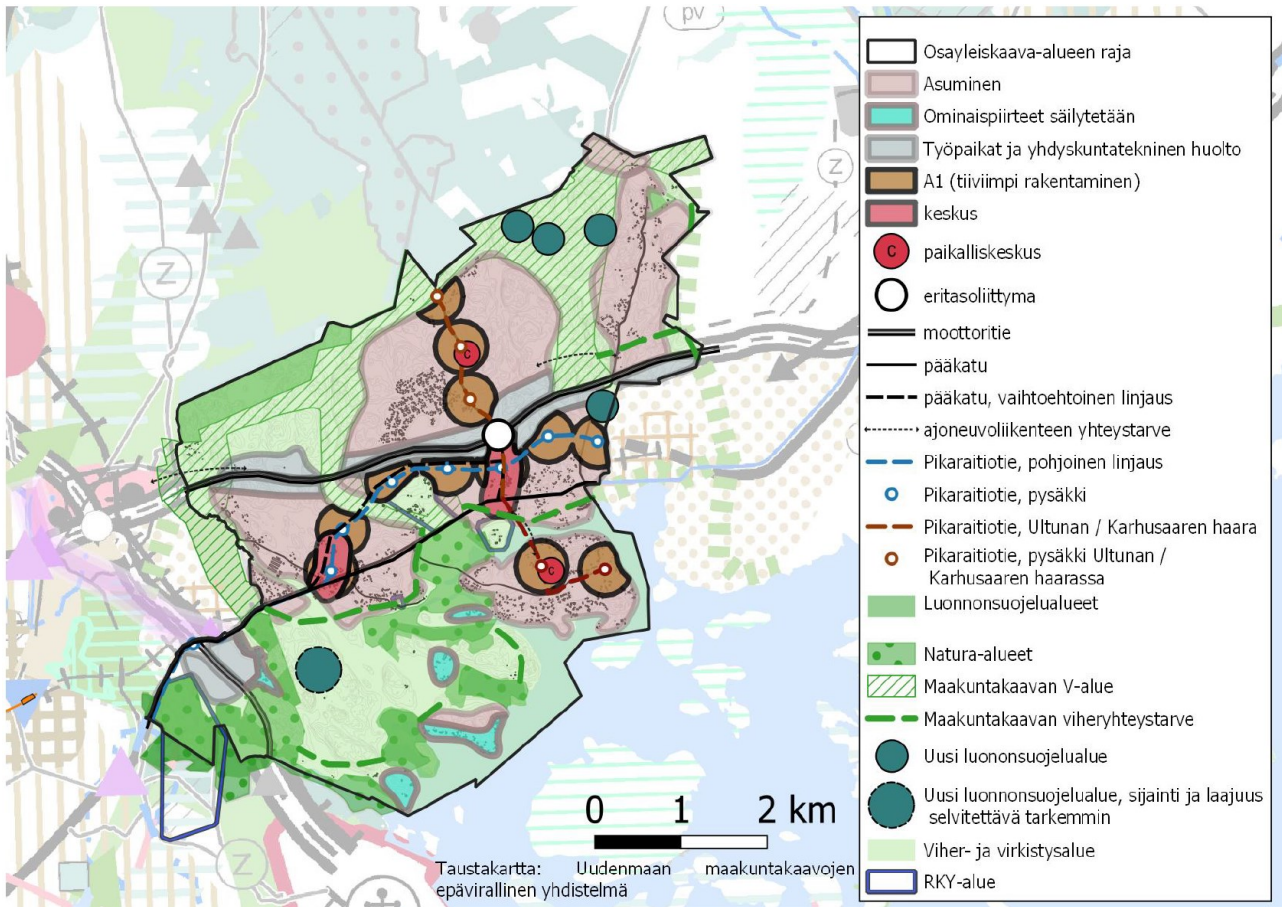 pv
Z
Z
Z
C
C
0 1 2 km
Taustakartta: Uudenmaan maakuntakaavojen
epävirallinen yhdistelmä
Osayleiskaava-alueen raja
Asuminen
Ominaispiirteet säilytetään
Työpaikat ja yhdyskuntatekninen huolto
A1 (tiiviimpi rakentaminen)
keskus
C
paikalliskeskus
eritasoliittyma
moottoritie
pääkatu
pääkatu, vaihtoehtoinen linjaus
ajoneuvoliikenteen yhteystarve
Pikaraitiotie, pohjoinen linjaus
Pikaraitiotie, pysäkki
Pikaraitiotie, Ultunan / Karhusaaren haara
Pikaraitiotie, pysäkki Ultunan /
Karhusaaren haarassa
Luonnonsuojelualueet
Natura-alueet
Maakuntakaavan V-alue
Maakuntakaavan viheryhteystarve
Uusi luononsuojelualue
Uusi luonnonsuojelualue, sijainti ja laajuus
selvitettävä tarkemmin
Viher- ja virkistysalue
RKY-alue